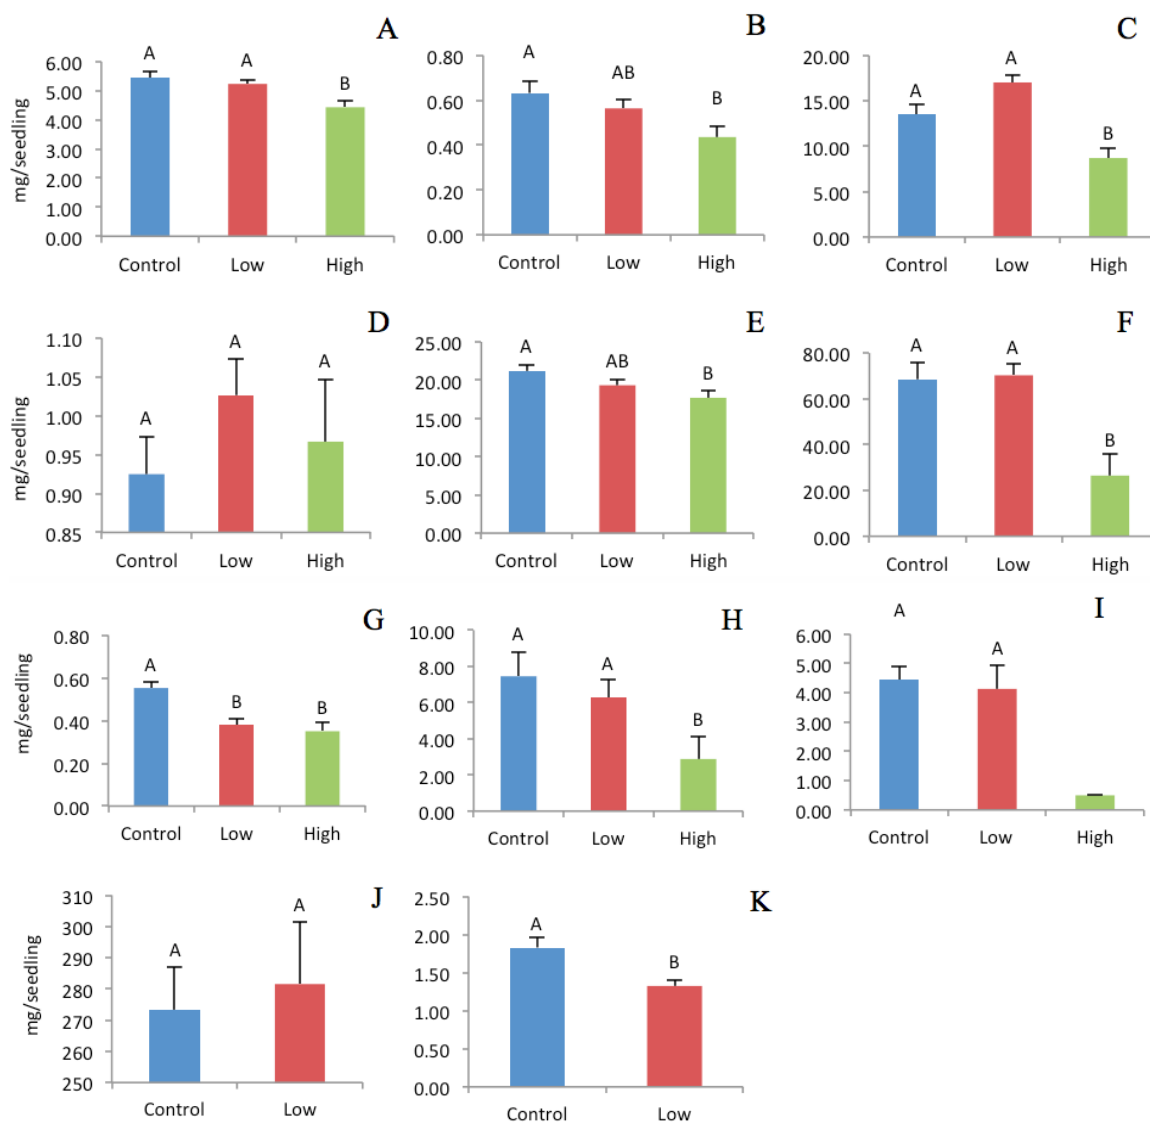 A
mg/seedling
6.00
5.00
4.00
3.00
2.00
1.00
0.00
A
A
B
Control Low High
B
0.80
0.60
0.40
0.20
0.00
A
AB
B
Control Low High
C
20.00
15.00
10.00
5.00
0.00
A
A
B
Control Low High
D
mg/seedling
1.10
1.05
1.00
0.95
0.90
0.85
A
A
A
Control Low High
E
25.00
20.00
15.00
10.00
5.00
0.00
A
AB
B
Control Low High
F
80.00
60.00
40.00
20.00
0.00
A
A
B
Control Low High
G
mg/seedling
0.80
0.60
0.40
0.20
0.00
A
B
B
Control Low High
H
10.00
8.00
6.00
4.00
2.00
0.00
A
A
B
Control Low High
I
6.00
5.00
4.00
3.00
2.00
1.00
0.00
A
A
Control Low High
J
mg/seedling
310
300
290
280
270
260
250
A
A
Control Low
K
2.50
2.00
1.50
1.00
0.50
0.00
A
B
Control Low